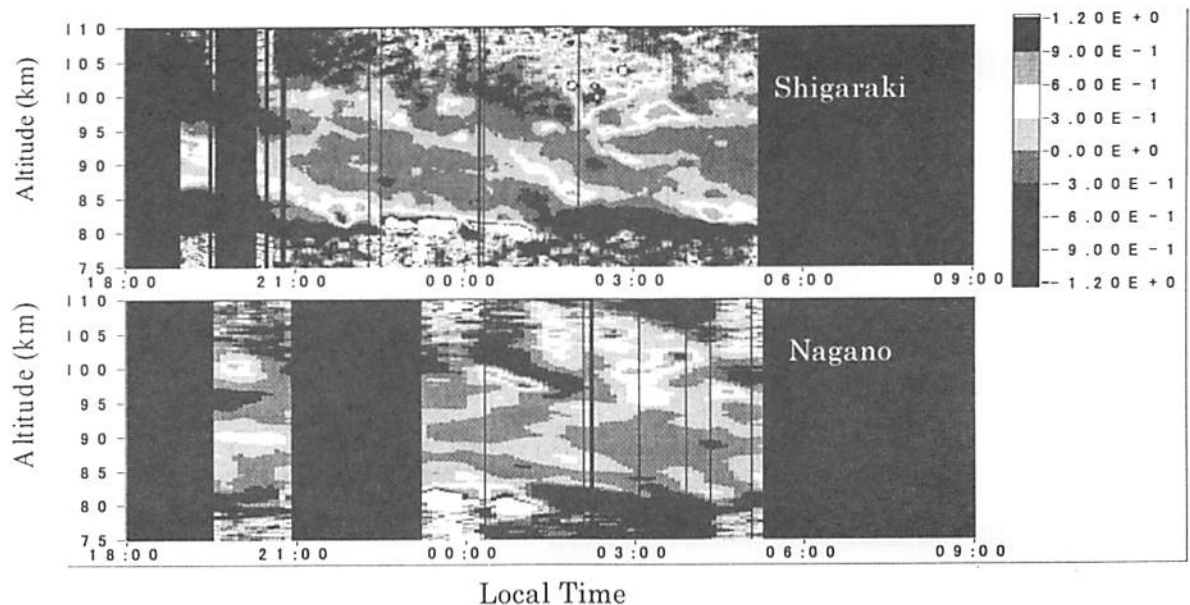 110
105
100
95
90
85
80
75
Altitude (km)
Shigaraki
18:00 21:00 00:00 03:00 06:00 09:00
1.20E+0
9.00E-1
6.00E-1
3.00E-1
0.00E+0
-3.00E-1
-6.00E-1
-9.00E-1
-1.20E+0
110
105
100
95
90
85
80
75
Altitude (km)
Nagano
18:00 21:00 00:00 03:00 06:00 09:00
Local Time